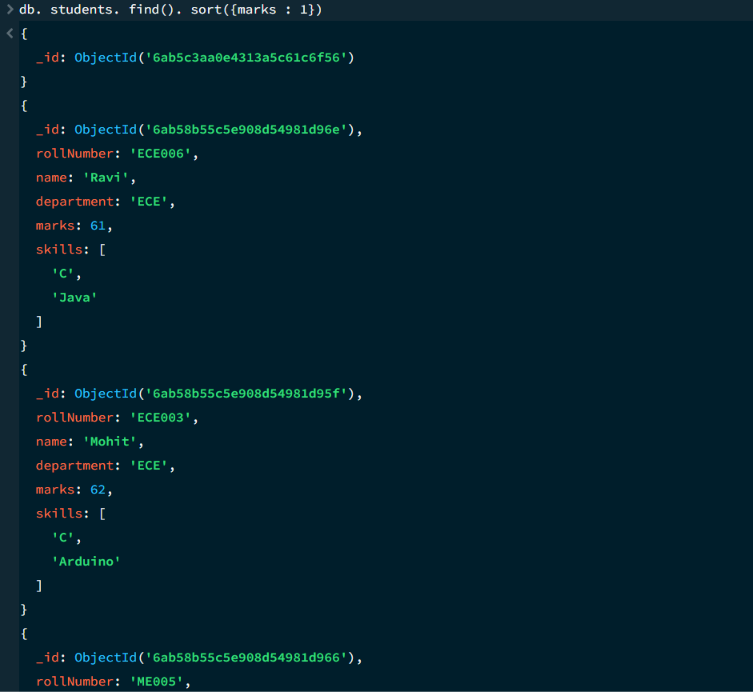 > db. students. find(). sort({marks : 1})
< {
  _id: ObjectId('6ab5c3aa0e4313a5c61c6f56')
}
{
  _id: ObjectId('6ab58b55c5e908d54981d96e'),
  rollNumber: 'ECE006',
  name: 'Ravi',
  department: 'ECE',
  marks: 61,
  skills: [
    'C',
    'Java'
  ]
}
{
  _id: ObjectId('6ab58b55c5e908d54981d95f'),
  rollNumber: 'ECE003',
  name: 'Mohit',
  department: 'ECE',
  marks: 62,
  skills: [
    'C',
    'Arduino'
  ]
}
{
  _id: ObjectId('6ab58b55c5e908d54981d966'),
  rollNumber: 'ME005',